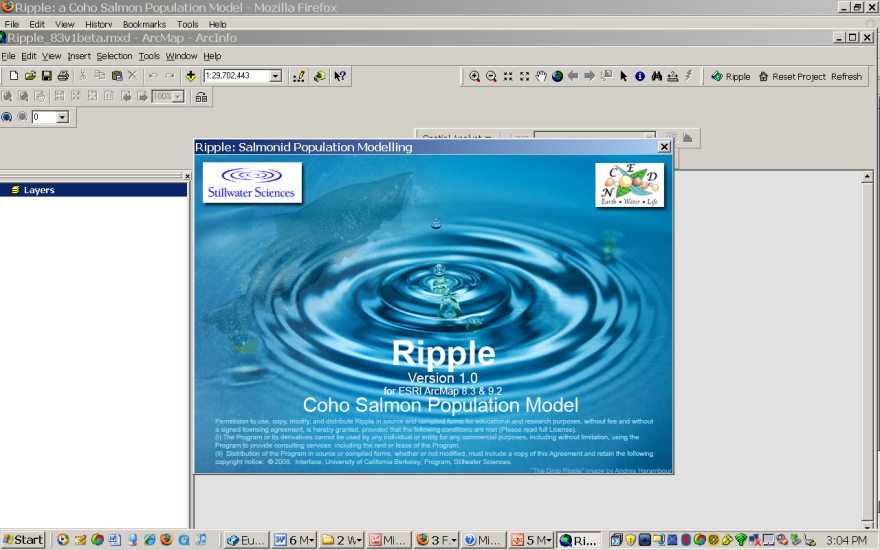 Ripple: a Coho Salmon Population Model - Mozilla Firefox
File Edit View History Bookmarks Tools Help
Ripple_83v1beta.mxd - ArcMap - ArcInfo
File Edit View Insert Selection Tools Window Help
1:29,702,443
Ripple Reset Project Refresh
100%
0
Ripple: Salmonid Population Modelling
Layers
Stillwater Sciences
CNED
Earth • Water • Life
Ripple
Version 1.0
for ESRI ArcMap 8.3 & 9.2
Coho Salmon Population Model
Permission to use, copy, modify, and distribute Ripple in source and compiled forms for educational and research purposes, without fee and without
a signed licensing agreement, is hereby granted, provided that the following conditions are met (Please read full License).
(i) The Program or its derivatives cannot be used by any individual or entity for any commercial purposes, including without limitation, using the
Program to provide consulting services including the rent or lease of the Program.
(ii) Distribution of the Program in source or compiled forms, whether or not modified, must include a copy of this Agreement and retain the following
copyright notice: © 2008. Interface, University of California Berkeley; Program, Stillwater Sciences.
"The Drop Ripple" image by Andres Harambour
Start Eu... 6 M 2 W Mi... 3 F. Mi... 5 M Ri... 3:04 PM